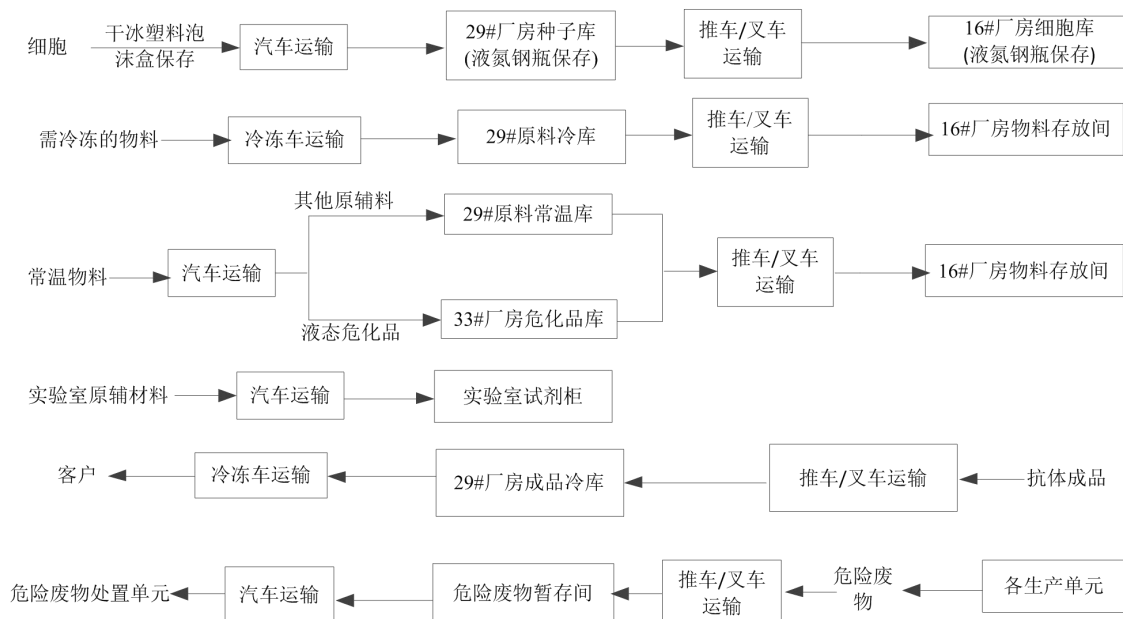 细胞
干冰塑料泡
沫盒保存
汽车运输
29#厂房种子库
(液氮钢瓶保存)
推车/叉车
运输
16#厂房细胞库
(液氮钢瓶保存)
需冷冻的物料
冷冻车运输
29#原料冷库
推车/叉车
运输
16#厂房物料存放间
常温物料
汽车运输
其他原辅料
29#原料常温库
液态危化品
33#厂房危化品库
推车/叉车
运输
16#厂房物料存放间
实验室原辅材料
汽车运输
实验室试剂柜
客户
冷冻车运输
29#厂房成品冷库
推车/叉车运输
抗体成品
危险废物处置单元
汽车运输
危险废物暂存间
推车/叉车
运输
危险废
物
各生产单元